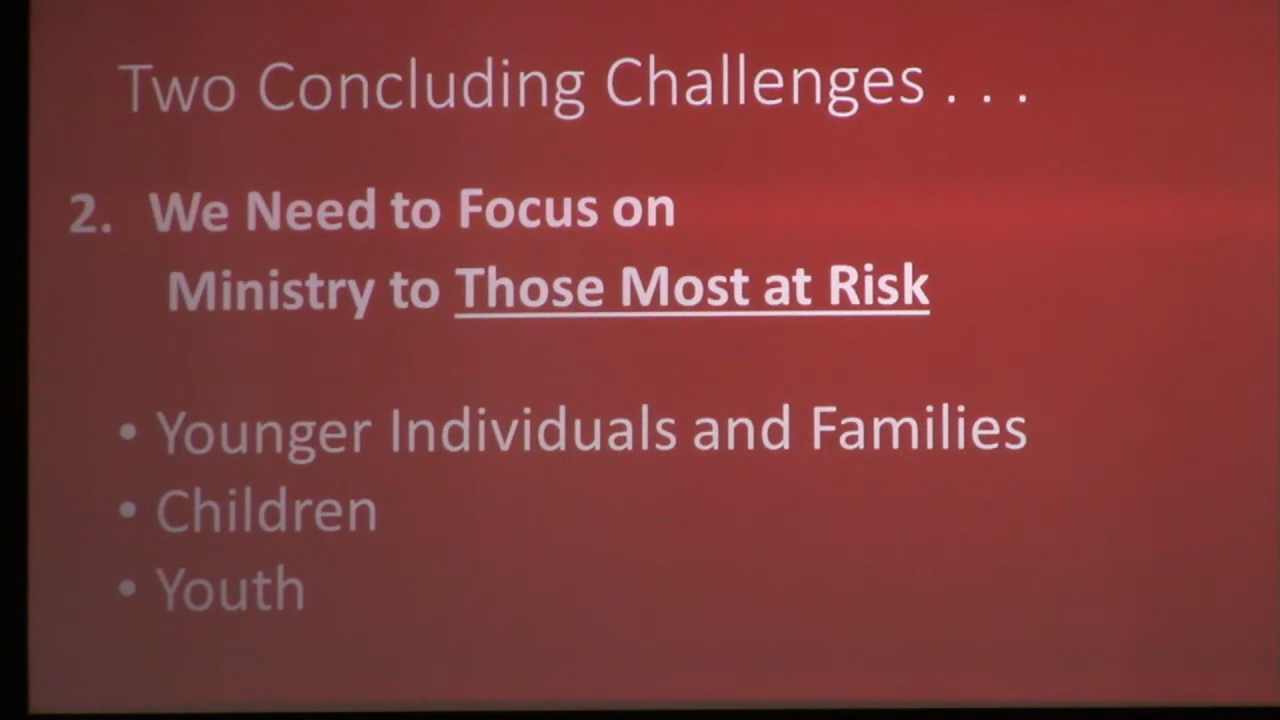 Two Concluding Challenges . . .
2. We Need to Focus on
Ministry to Those Most at Risk
• Younger Individuals and Families
• Children
• Youth